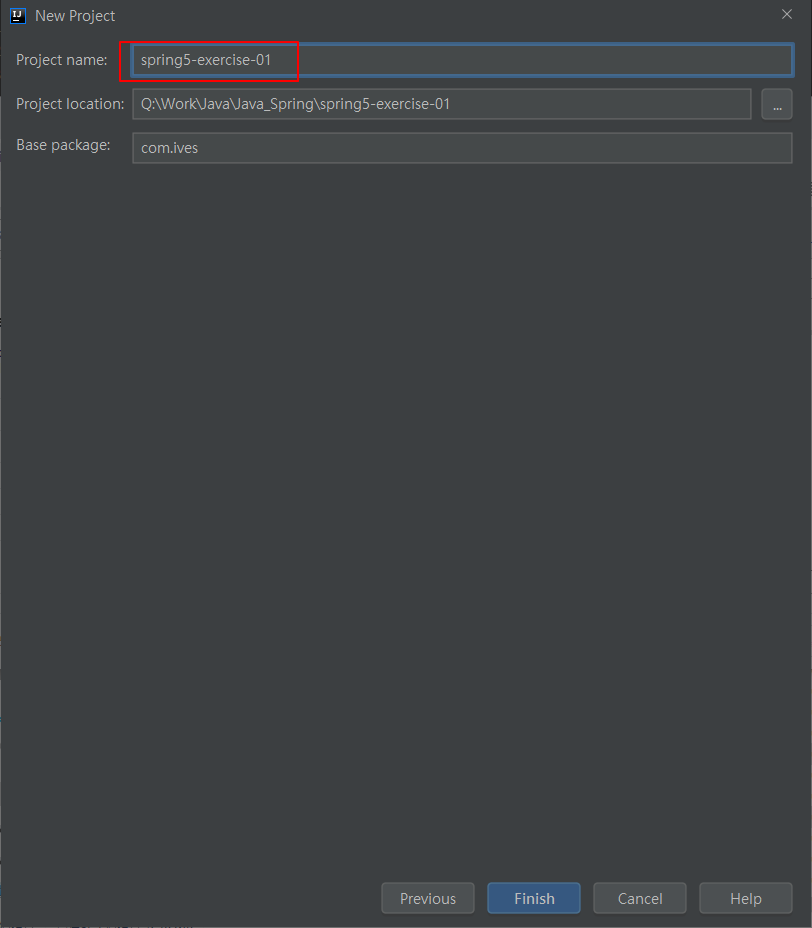 New Project
Project name: spring5-exercise-01
Project location: Q:\Work\Java\Java_Spring\spring5-exercise-01 ...
Base package: com.ives
Previous Finish Cancel Help